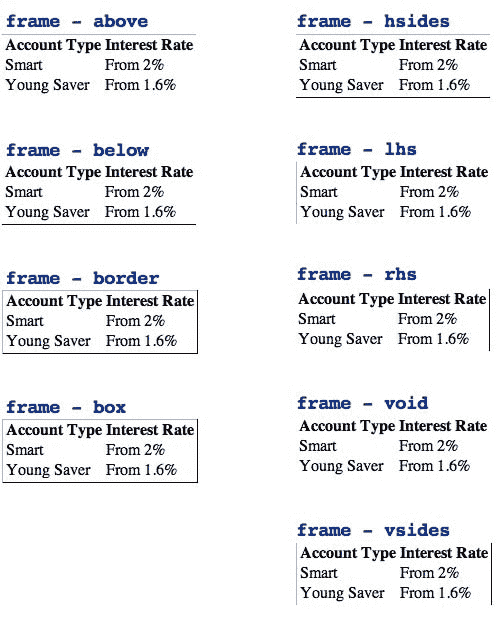 frame - above
Account Type Interest Rate
Smart From 2%
Young Saver From 1.6%
frame - below
Account Type Interest Rate
Smart From 2%
Young Saver From 1.6%
frame - border
Account Type Interest Rate
Smart From 2%
Young Saver From 1.6%
frame - box
Account Type Interest Rate
Smart From 2%
Young Saver From 1.6%
frame - hsides
Account Type Interest Rate
Smart From 2%
Young Saver From 1.6%
frame - lhs
Account Type Interest Rate
Smart From 2%
Young Saver From 1.6%
frame - rhs
Account Type Interest Rate
Smart From 2%
Young Saver From 1.6%
frame - void
Account Type Interest Rate
Smart From 2%
Young Saver From 1.6%
frame - vsides
Account Type Interest Rate
Smart From 2%
Young Saver From 1.6%